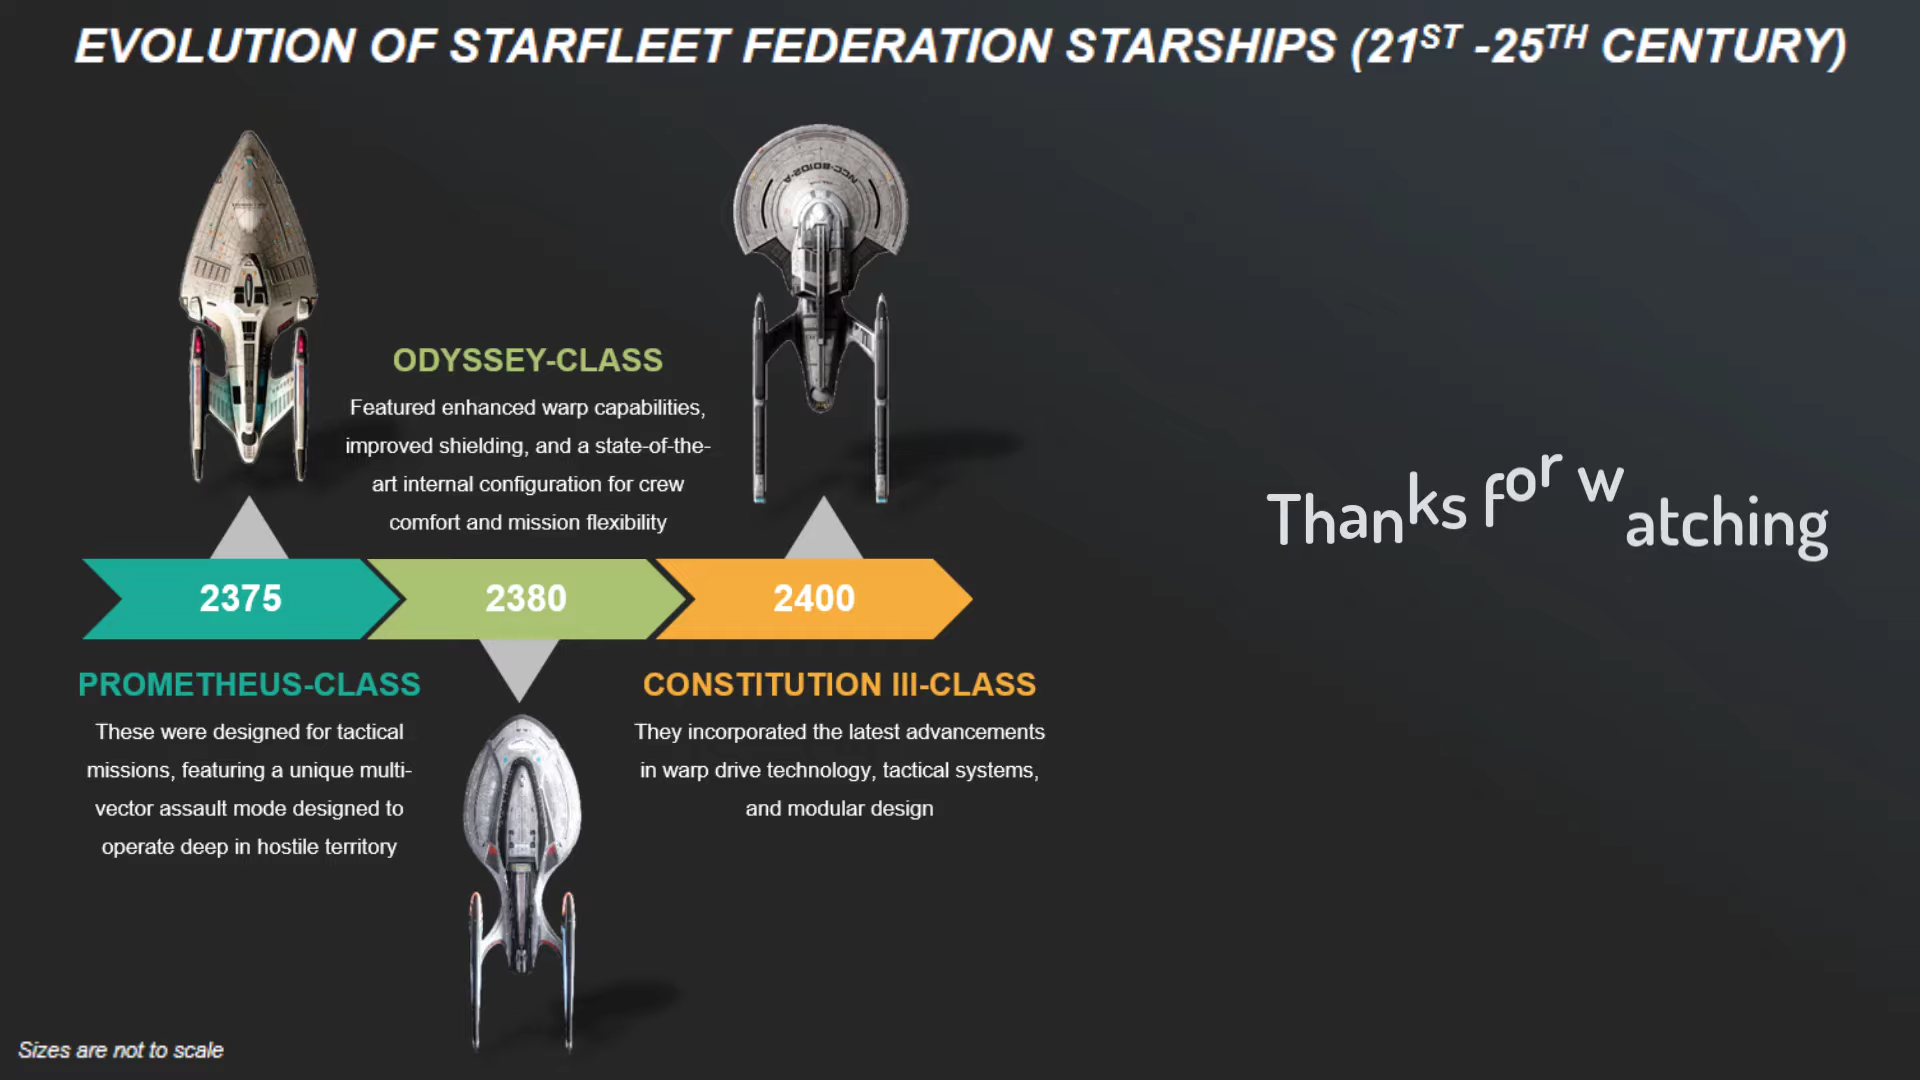 EVOLUTION OF STARFLEET FEDERATION STARSHIPS (21ST -25TH CENTURY)
NCC-80102-A
ODYSSEY-CLASS
Featured enhanced warp capabilities,
improved shielding, and a state-of-the-
art internal configuration for crew
comfort and mission flexibility
Thanks for watching
2375
2380
2400
PROMETHEUS-CLASS
These were designed for tactical
missions, featuring a unique multi-
vector assault mode designed to
operate deep in hostile territory
CONSTITUTION III-CLASS
They incorporated the latest advancements
in warp drive technology, tactical systems,
and modular design
Sizes are not to scale